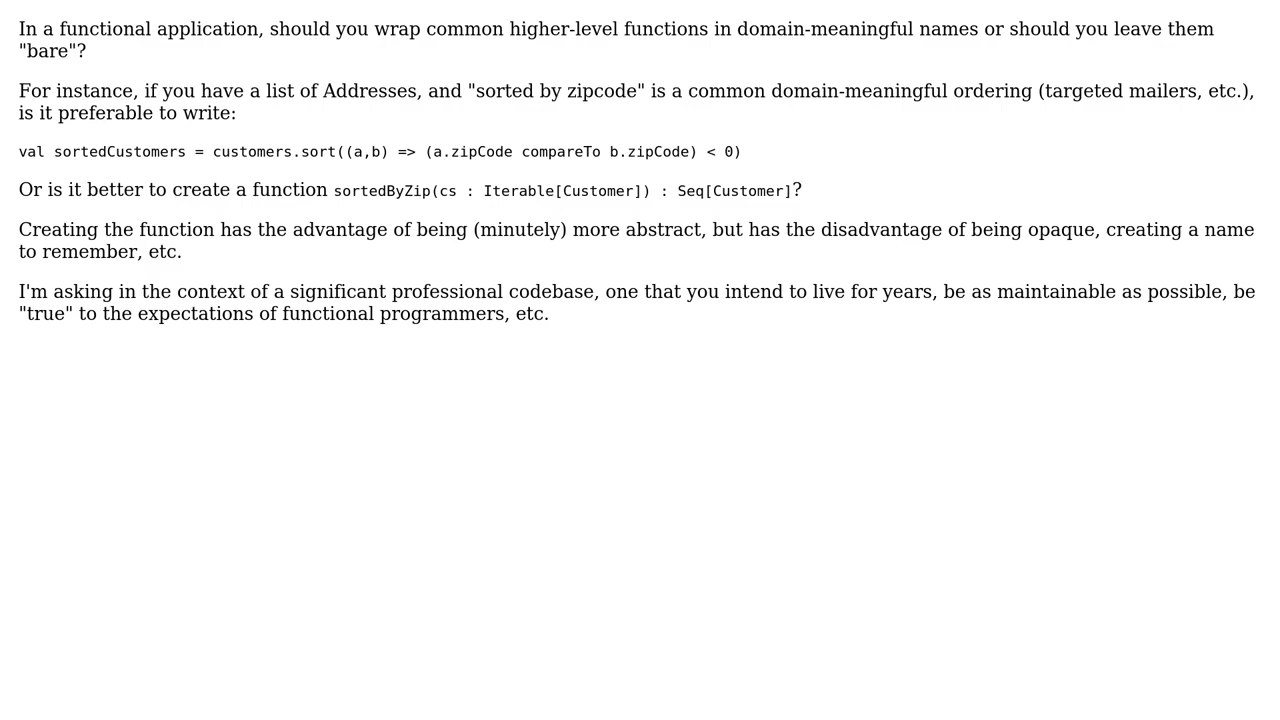 In a functional application, should you wrap common higher-level functions in domain-meaningful names or should you leave them
"bare"?
For instance, if you have a list of Addresses, and "sorted by zipcode" is a common domain-meaningful ordering (targeted mailers, etc.),
is it preferable to write:
val sortedCustomers = customers.sort((a,b) => (a.zipCode compareTo b.zipCode) < 0)
Or is it better to create a function sortedByZip(cs : Iterable[Customer]) : Seq[Customer]?
Creating the function has the advantage of being (minutely) more abstract, but has the disadvantage of being opaque, creating a name
to remember, etc.
I'm asking in the context of a significant professional codebase, one that you intend to live for years, be as maintainable as possible, be
"true" to the expectations of functional programmers, etc.